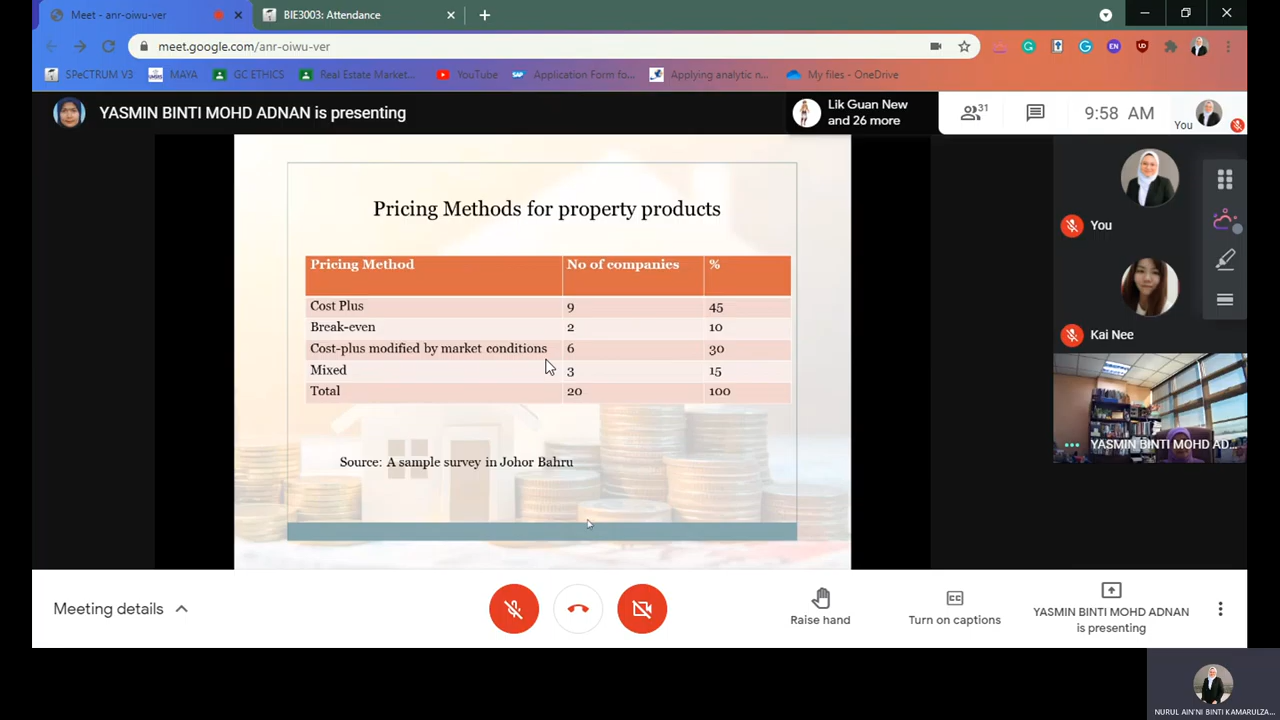 Meet - anr-oiwu-ver
BIE3003: Attendance
meet.google.com/anr-oiwu-ver
SPeCTRUM V3
MAYA
GC ETHICS
Real Estate Market...
YouTube
Application Form fo...
Applying analytic n...
My files - OneDrive
YASMIN BINTI MOHD ADNAN is presenting
Lik Guan New
and 26 more
31
9:58 AM
You
Pricing Methods for property products
Pricing Method No of companies %
Cost Plus 9 45
Break-even 2 10
Cost-plus modified by market conditions 6 30
Mixed 3 15
Total 20 100
Source: A sample survey in Johor Bahru
You
Kai Nee
YASMIN BINTI MOHD AD...
Meeting details
Raise hand
Turn on captions
YASMIN BINTI MOHD ADNAN
is presenting
NURUL AIN'NI BINTI KAMARULZA...